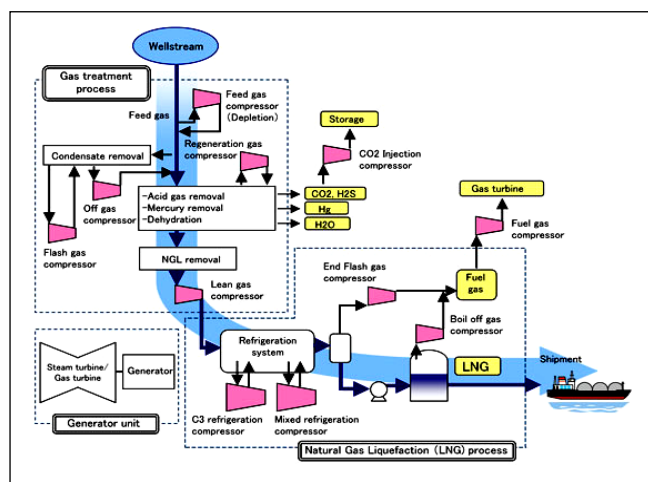 Wellstream
Gas treatment
process
Feed gas
Feed gas
compressor
(Depletion)
Regeneration gas
compressor
Storage
CO2 Injection
compressor
Condensate removal
Off gas
compressor
Flash gas
compressor
-Acid gas removal
-Mercury removal
-Dehydration
CO2, H2S
Hg
H2O
Gas turbine
Fuel gas
compressor
NGL removal
Lean gas
compressor
End Flash gas
compressor
Fuel
gas
Boil off gas
compressor
Refrigeration
system
LNG
Shipment
Steam turbine/
Gas turbine
Generator
Generator unit
C3 refrigeration
compressor
Mixed refrigeration
compressor
Natural Gas Liquefaction (LNG) process